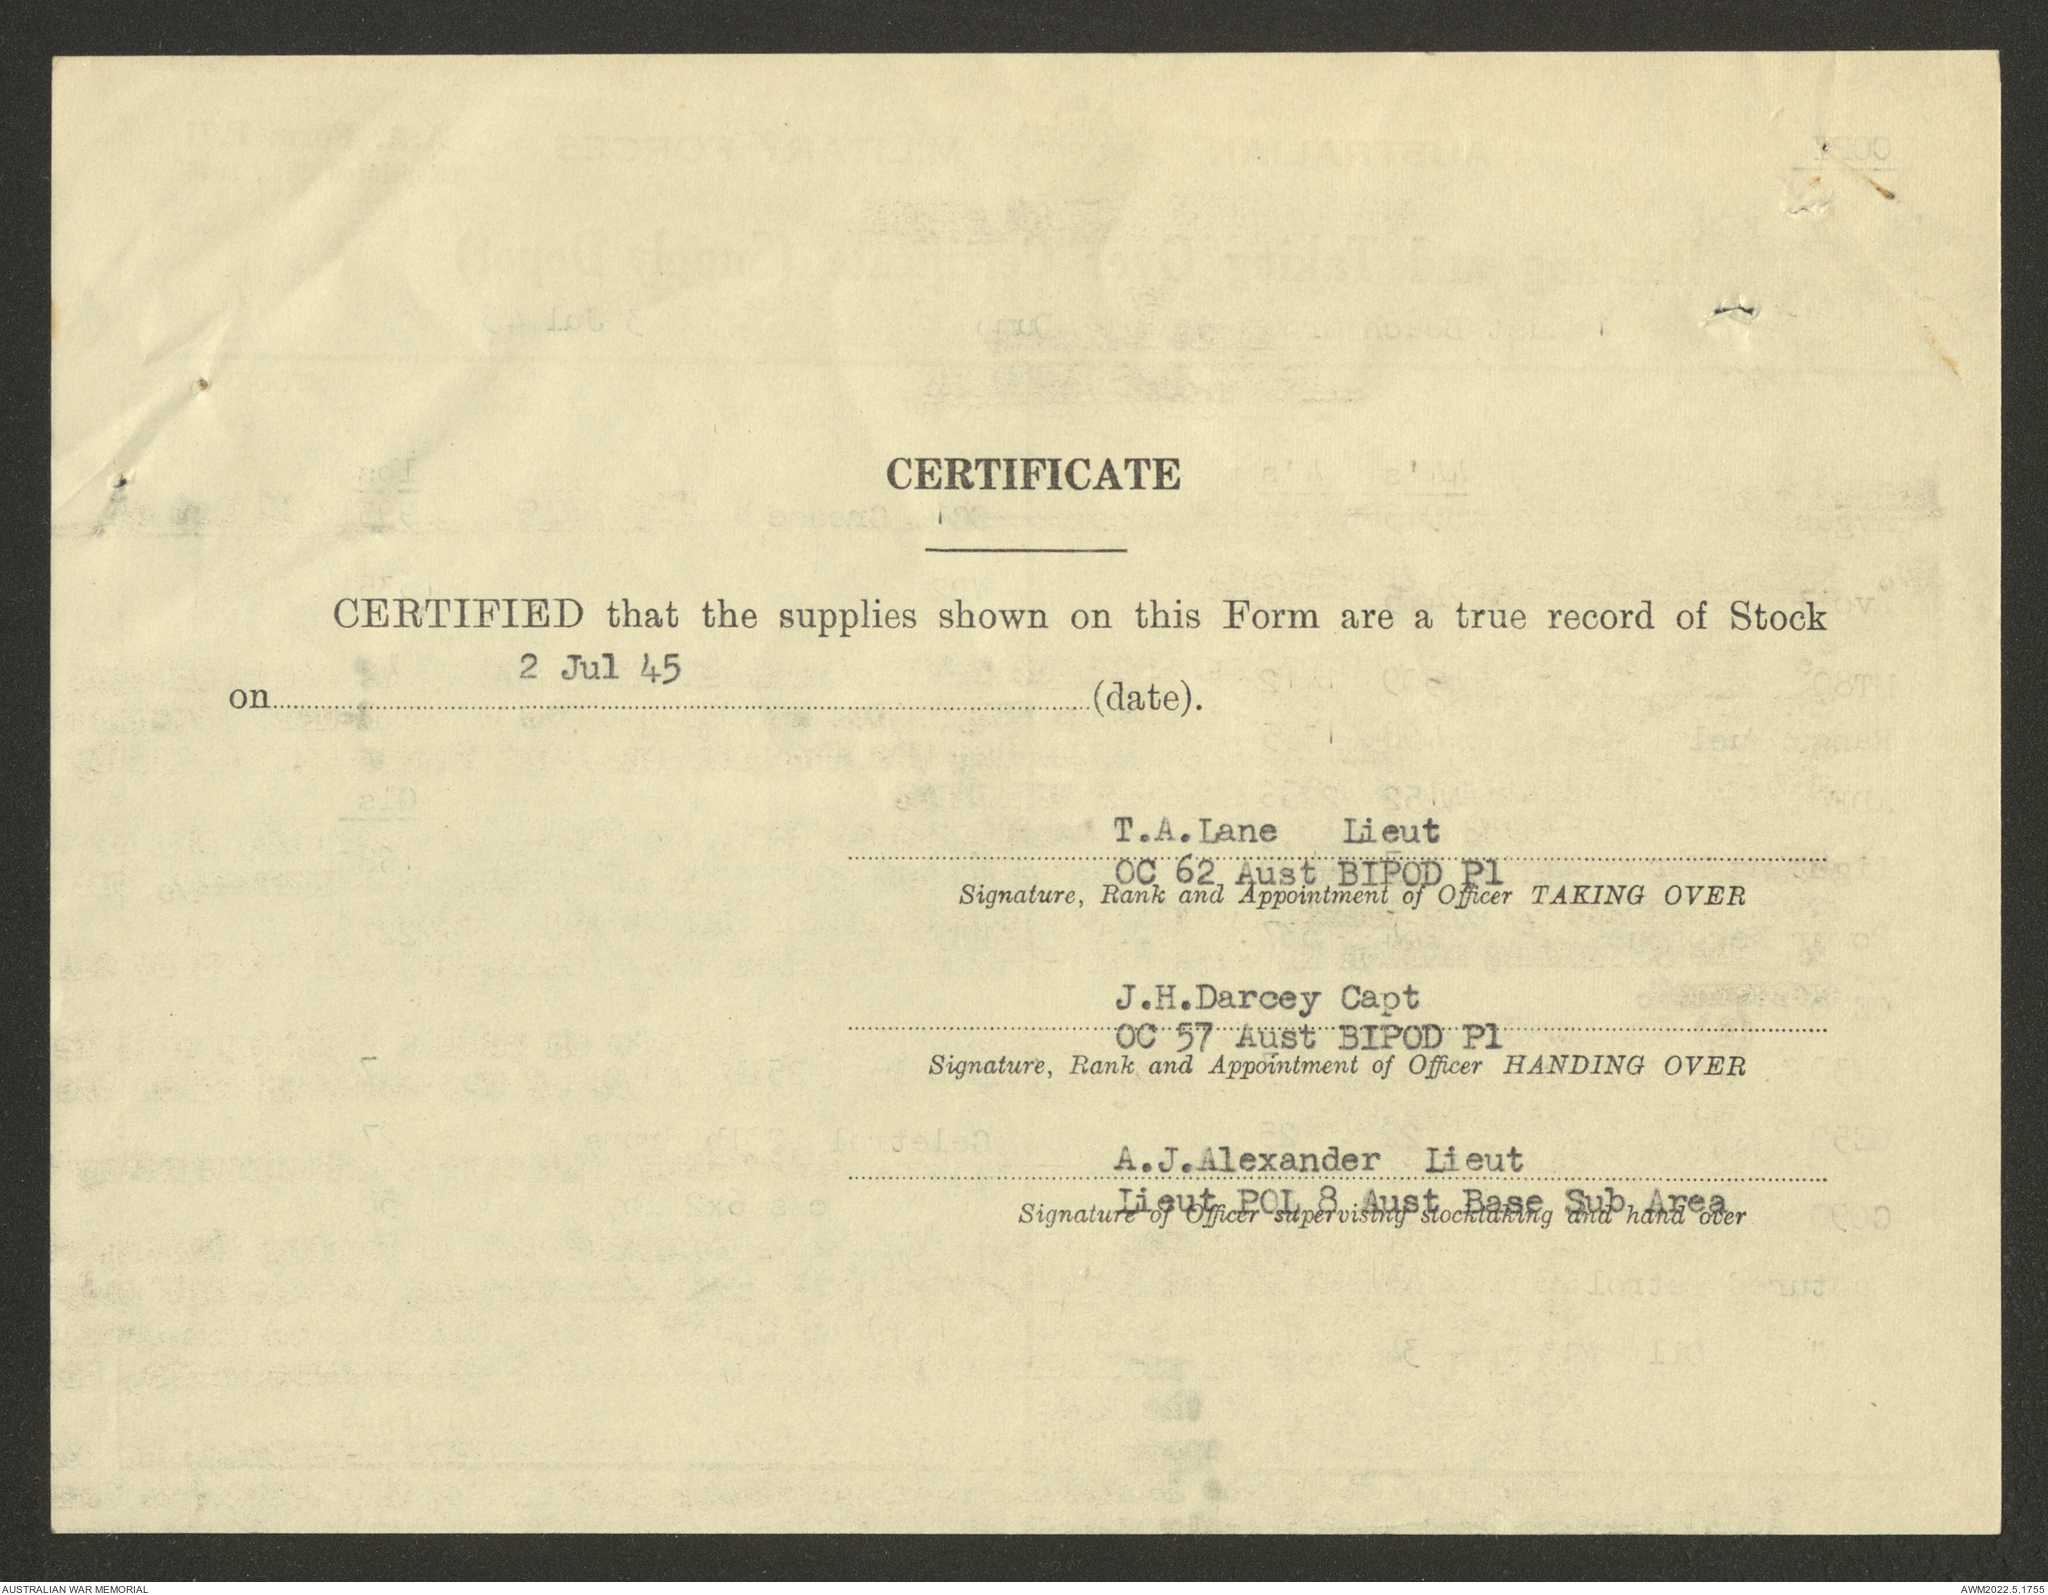 CERTIFICATE
CERTIFIED that the supplies shown on this Form are a true record of Stock
2 Jul 45
on (date).
T.A.Lane Lieut
OC 62 Aust BIPOD Pl
Signature, Rank and Appointment of Officer TAKING OVER
J.H.Darcey Capt
OC 57 Aust BIPOD Pl
Signature, Rank and Appointment of Officer HANDING OVER
A.J.Alexander Lieut
Lieut POL 8 Aust Base Sub Area
Signature of Officer supervising stocktaking and hand over
AUSTRALIAN WAR MEMORIAL
AWM2022.5.1755